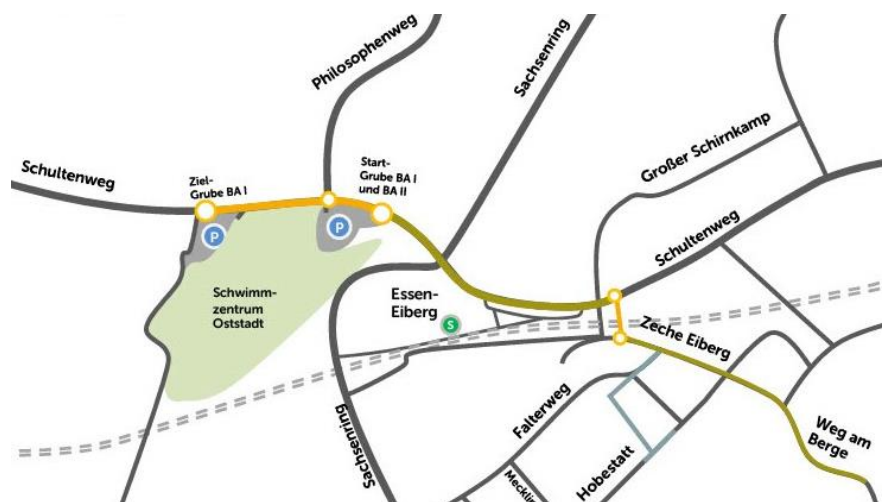 Philosophenweg
Sachsenring
Schultenweg
Ziel-
Grube BA I
Start-
Grube BA I
und BA II
Großer Schirnkamp
Schultenweg
P
P
Schwimm-
zentrum
Oststadt
Essen-
Eiberg
S
Zeche Eiberg
Sachsenring
Falterweg
Weg am
Berge
Hobestatt
Mecklin